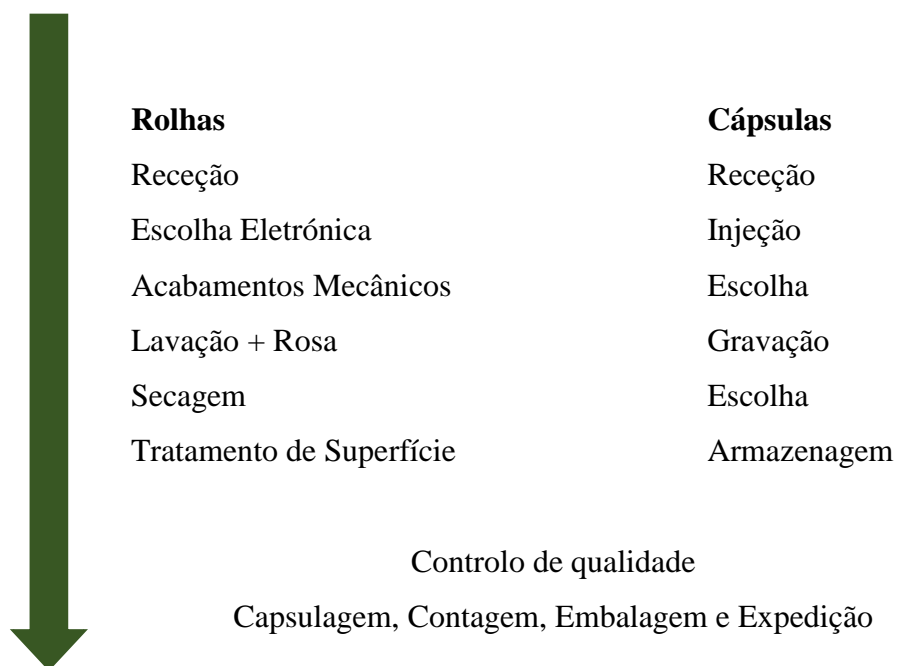 Rolhas
Receção
Escolha Eletrónica
Acabamentos Mecânicos
Lavação + Rosa
Secagem
Tratamento de Superfície
Cápsulas
Receção
Injeção
Escolha
Gravação
Escolha
Armazenagem
Controlo de qualidade
Capsulagem, Contagem, Embalagem e Expedição